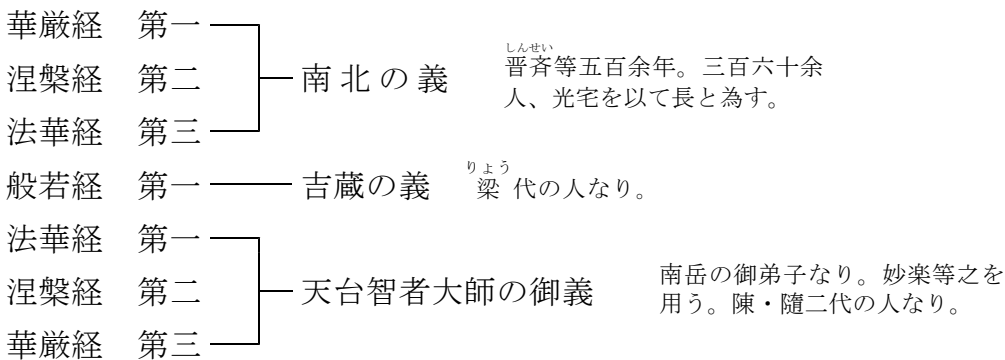 華厳経　第一
涅槃経　第二
法華経　第三
南北の義
しんせい
晋斉等五百余年。三百六十余
人、光宅を以て長と為す。
般若経　第一
吉蔵の義
りょう
梁代の人なり。
法華経　第一
涅槃経　第二
華厳経　第三
天台智者大師の御義
南岳の御弟子なり。妙楽等之を
用う。陳・隨二代の人なり。